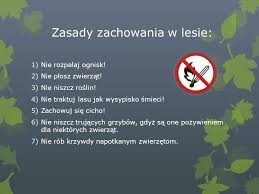 Zasady zachowania w lesie:
1) Nie rozpalaj ognisk!
2) Nie płosz zwierząt!
3) Nie niszcz roślin!
4) Nie traktuj lasu jak wysypisko śmieci!
5) Zachowuj się cicho!
6) Nie niszcz trujących grzybów, gdyż są one pożywieniem
dla niektórych zwierząt.
7) Nie rób krzywdy napotkanym zwierzętom.